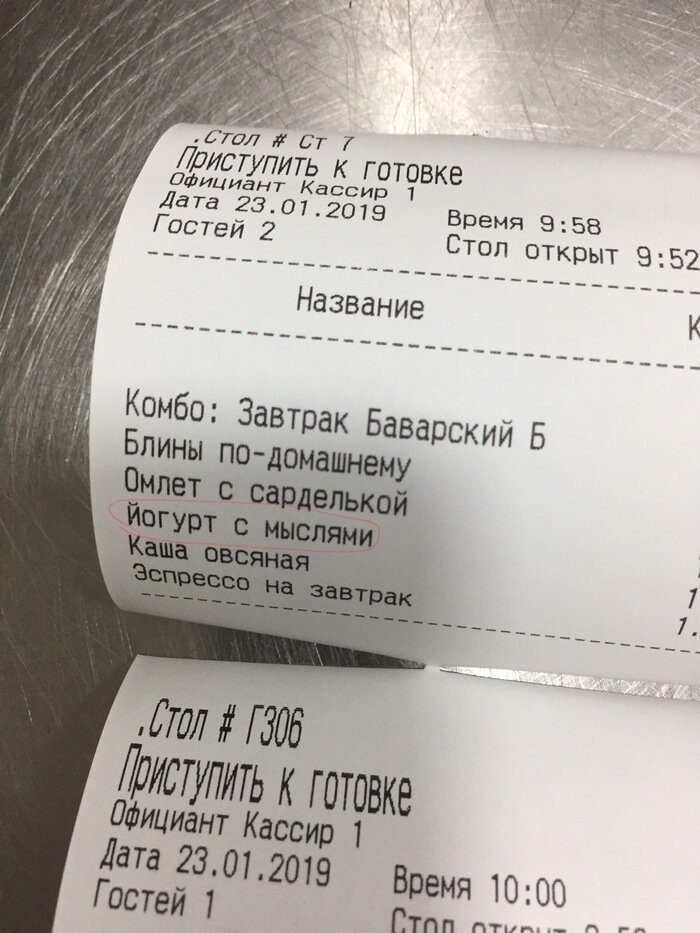 .Стол # Ст 7
Приступить к готовке
Официант Кассир 1
Дата 23.01.2019 Время 9:58
Гостей 2 Стол открыт 9:52
Название К
Комбо: Завтрак Баварский Б
Блины по-домашнему
Омлет с сарделькой
Йогурт с мыслями
Каша овсяная
Эспрессо на завтрак
.Стол # Г306
Приступить к готовке
Официант Кассир 1
Дата 23.01.2019 Время 10:00
Гостей 1 Стол открыт